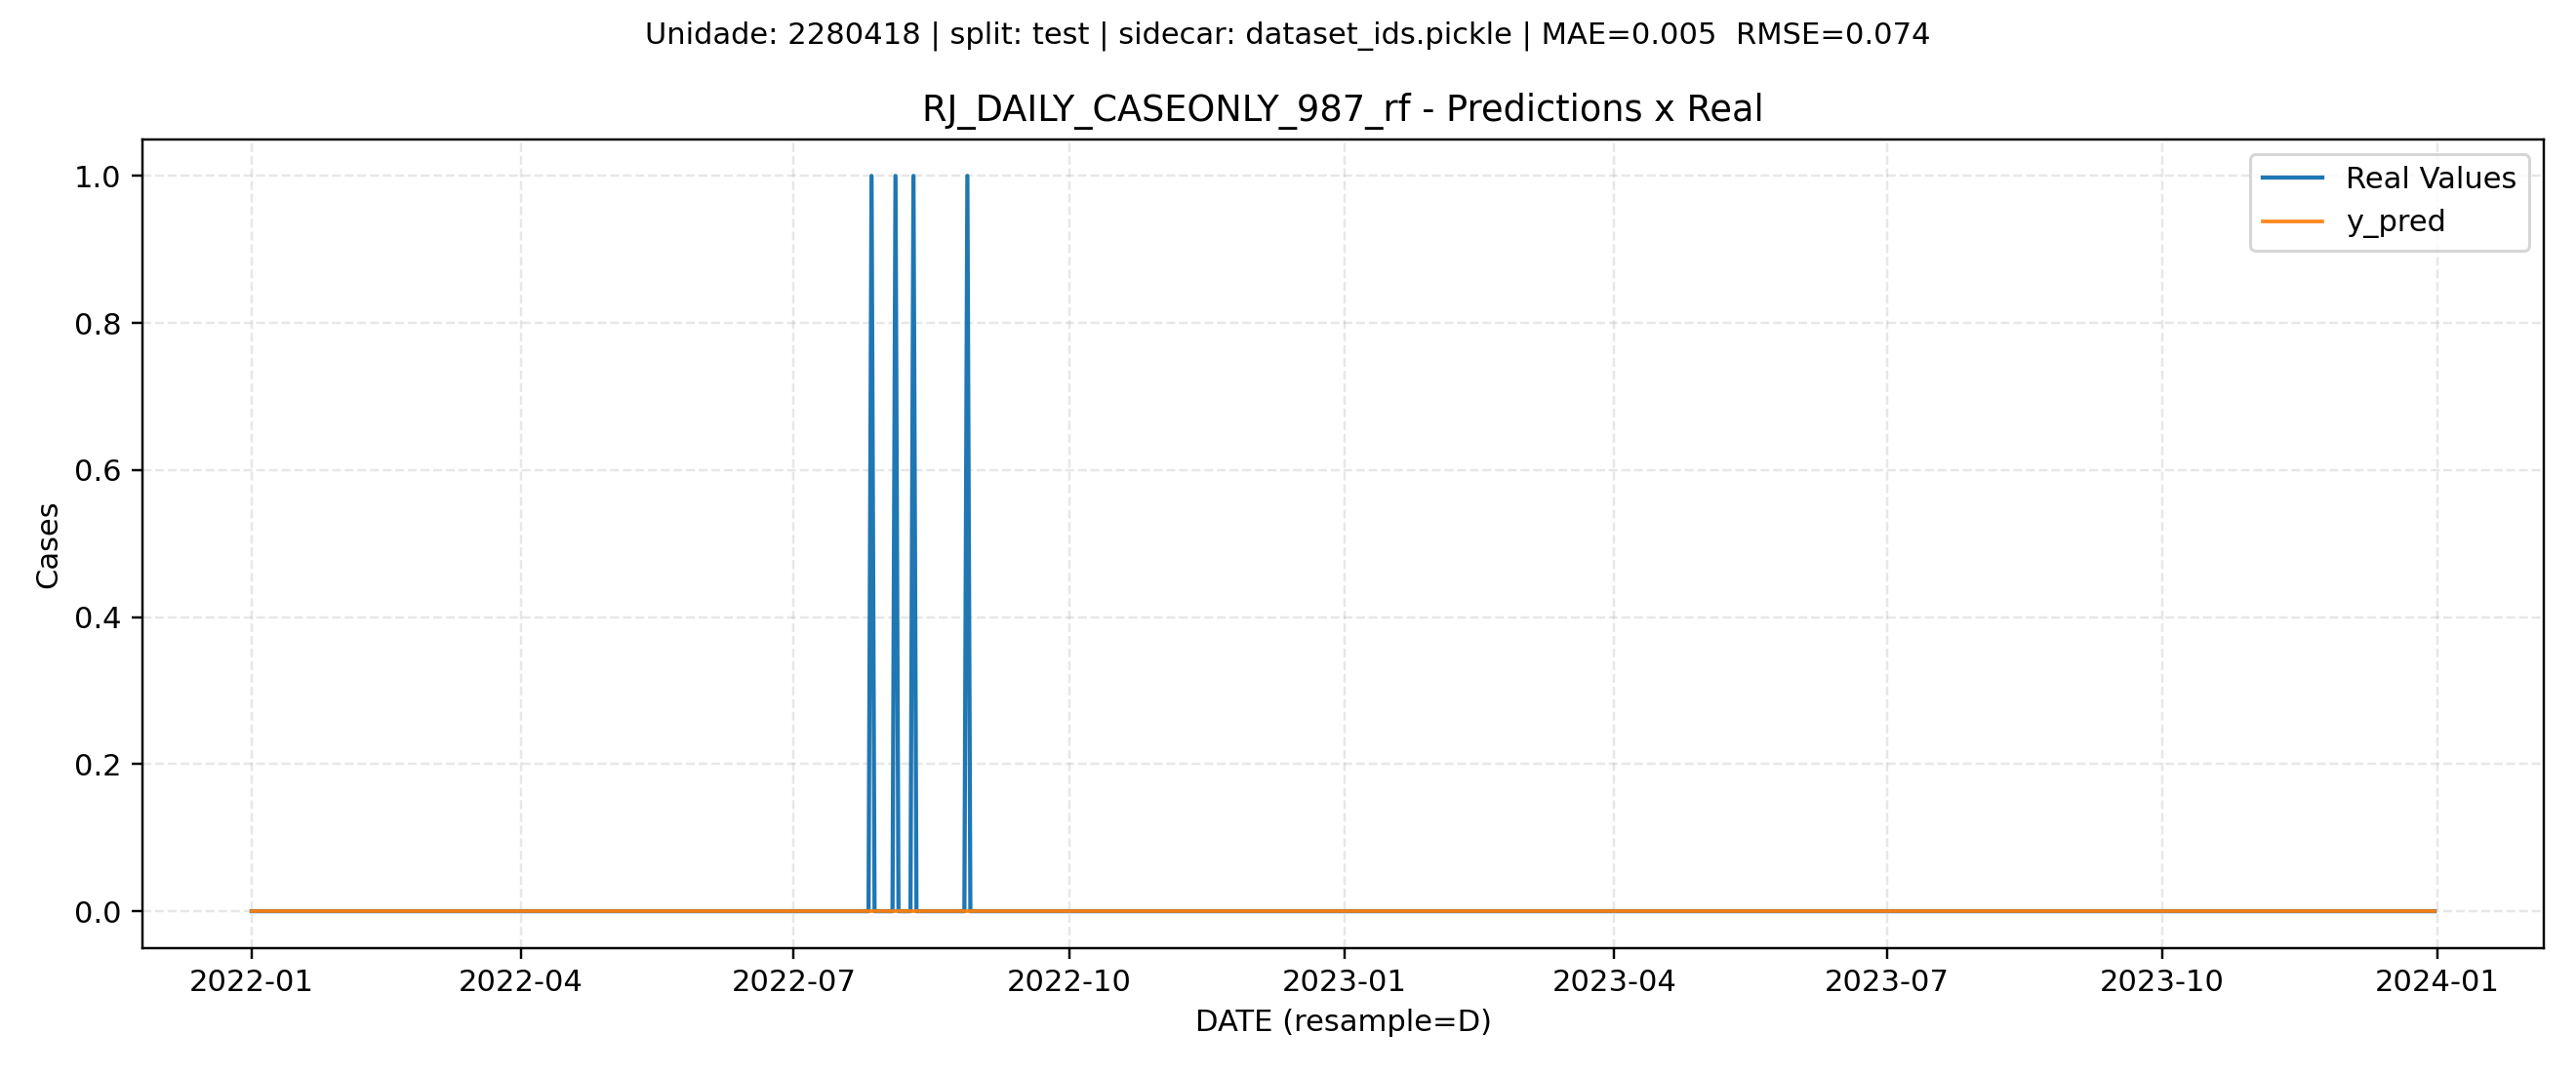 Unidade: 2280418 | split: test | sidecar: dataset_ids.pickle | MAE=0.005  RMSE=0.074
RJ_DAILY_CASEONLY_987_rf - Predictions x Real
Real Values
y_pred
Cases
1.0
0.8
0.6
0.4
0.2
0.0
2022-01 2022-04 2022-07 2022-10 2023-01 2023-04 2023-07 2023-10 2024-01
DATE (resample=D)